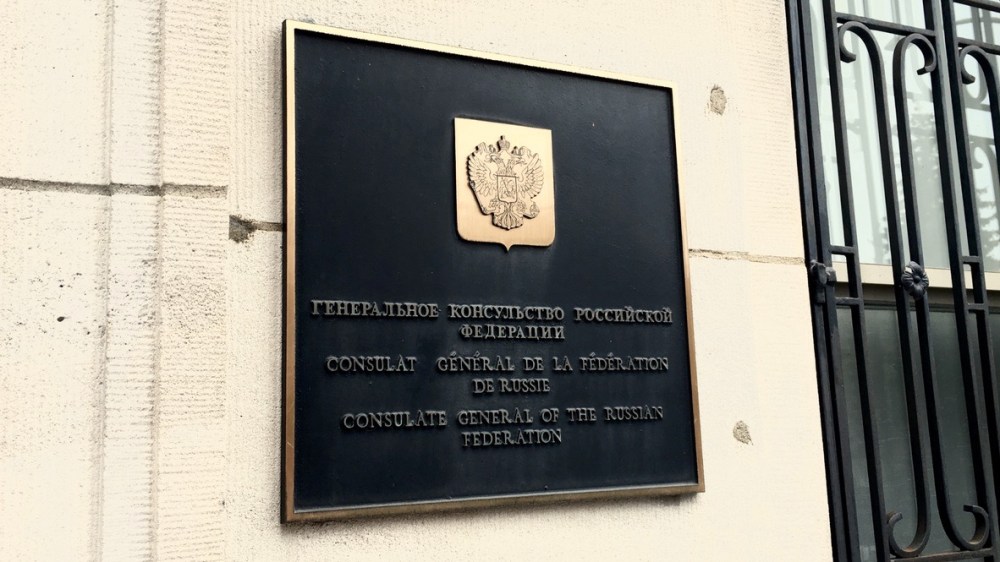 ГЕНЕРАЛЬНОЕ КОНСУЛЬСТВО РОССИЙСКОЙ
ФЕДЕРАЦИИ
CONSULAT GÉNÉRAL DE LA FÉDÉRATION
DE RUSSIE
CONSULATE GENERAL OF THE RUSSIAN
FEDERATION